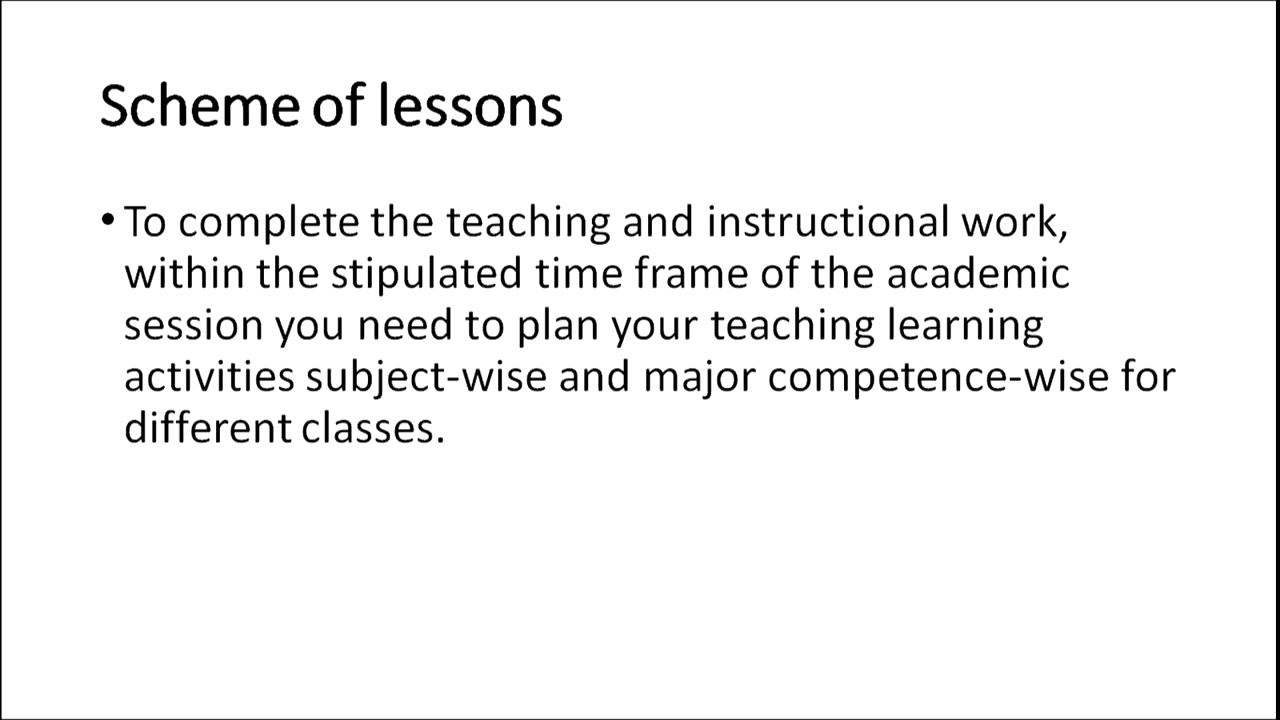 Scheme of lessons
• To complete the teaching and instructional work,
within the stipulated time frame of the academic
session you need to plan your teaching learning
activities subject-wise and major competence-wise for
different classes.